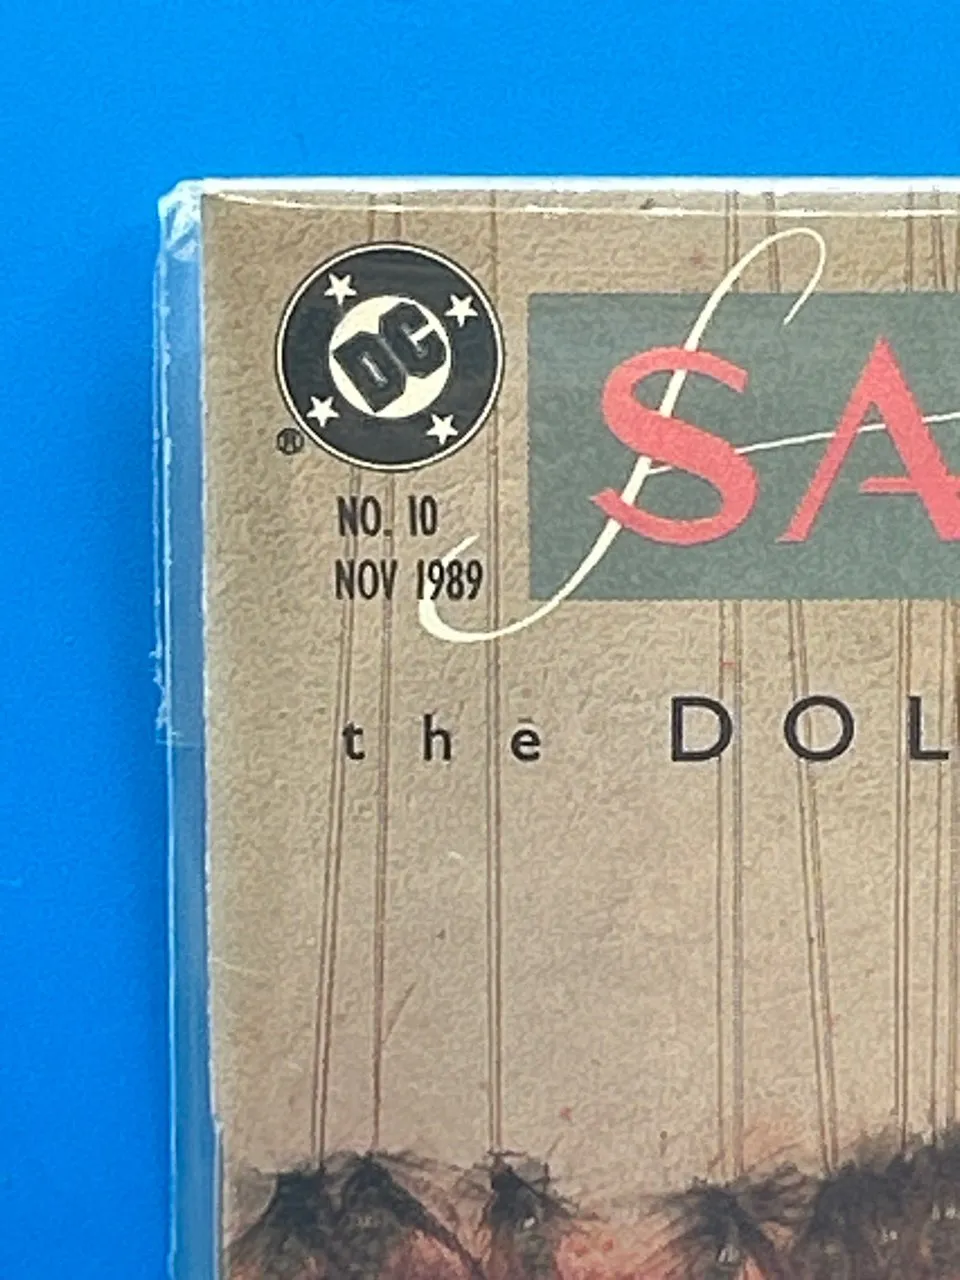 DC
®
NO. 10
NOV 1989
SA
the DOL